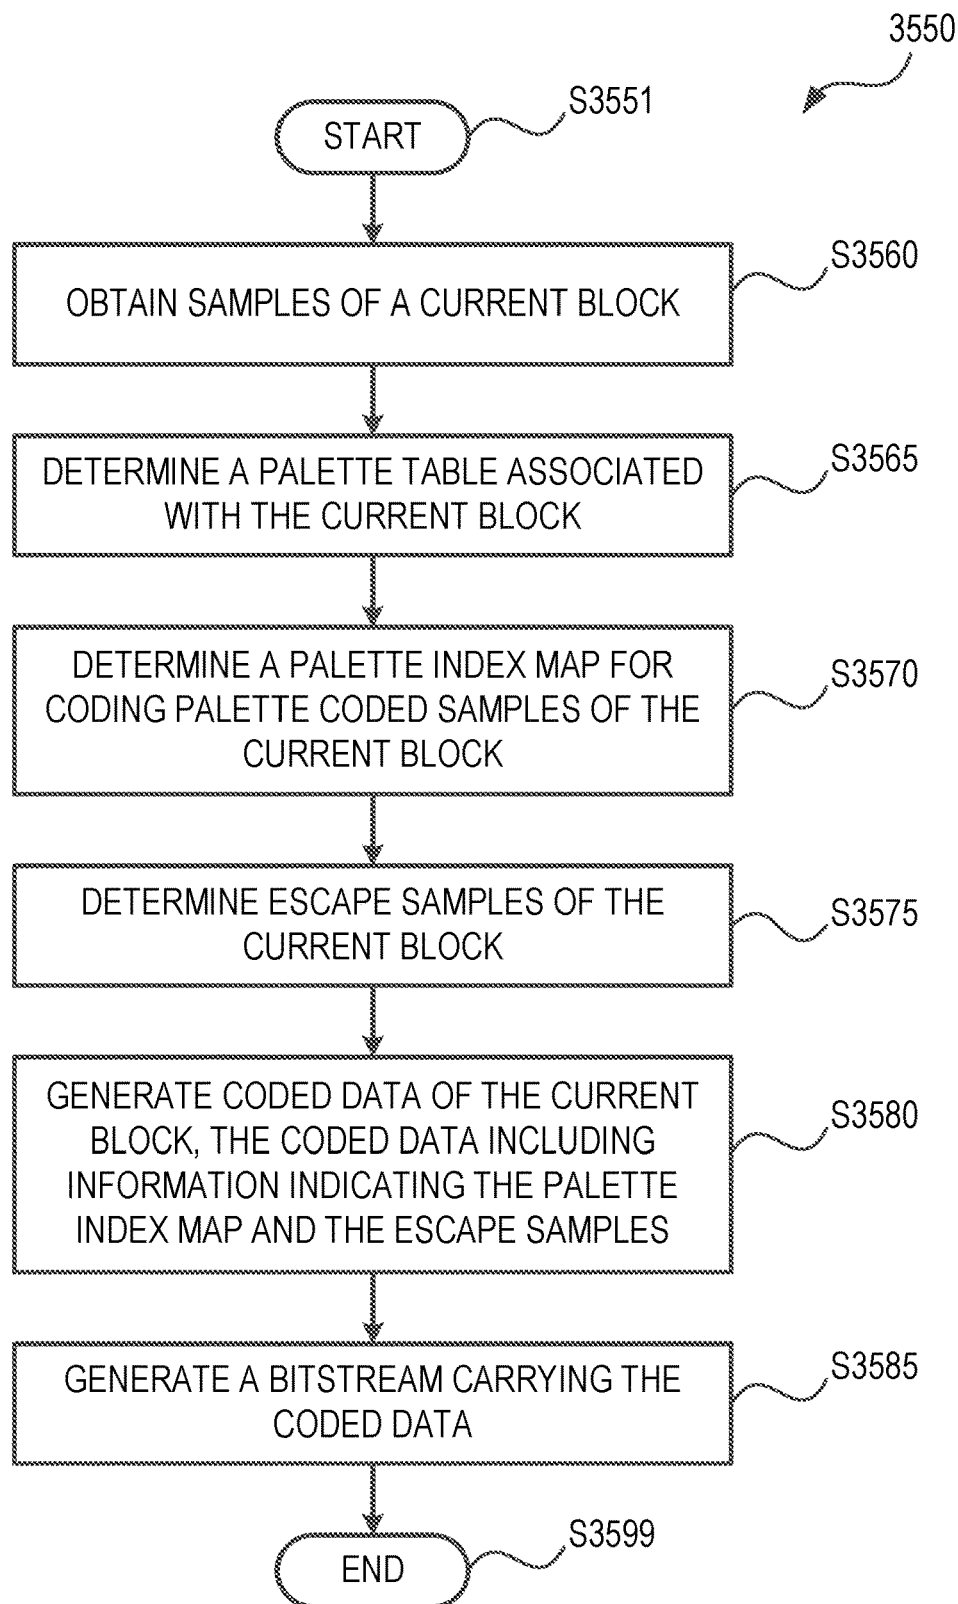 3550
START
S3551
OBTAIN SAMPLES OF A CURRENT BLOCK
S3560
DETERMINE A PALETTE TABLE ASSOCIATED
WITH THE CURRENT BLOCK
S3565
DETERMINE A PALETTE INDEX MAP FOR
CODING PALETTE CODED SAMPLES OF THE
CURRENT BLOCK
S3570
DETERMINE ESCAPE SAMPLES OF THE
CURRENT BLOCK
S3575
GENERATE CODED DATA OF THE CURRENT
BLOCK, THE CODED DATA INCLUDING
INFORMATION INDICATING THE PALETTE
INDEX MAP AND THE ESCAPE SAMPLES
S3580
GENERATE A BITSTREAM CARRYING THE
CODED DATA
S3585
END
S3599